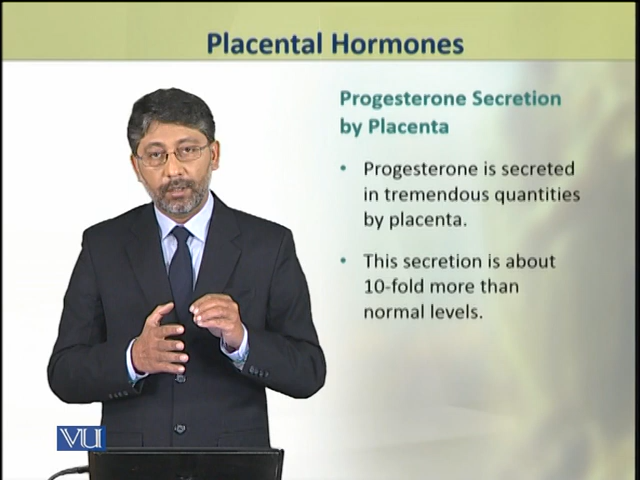 Placental Hormones
Progesterone Secretion
by Placenta
• Progesterone is secreted
in tremendous quantities
by placenta.
• This secretion is about
10-fold more than
normal levels.
VU